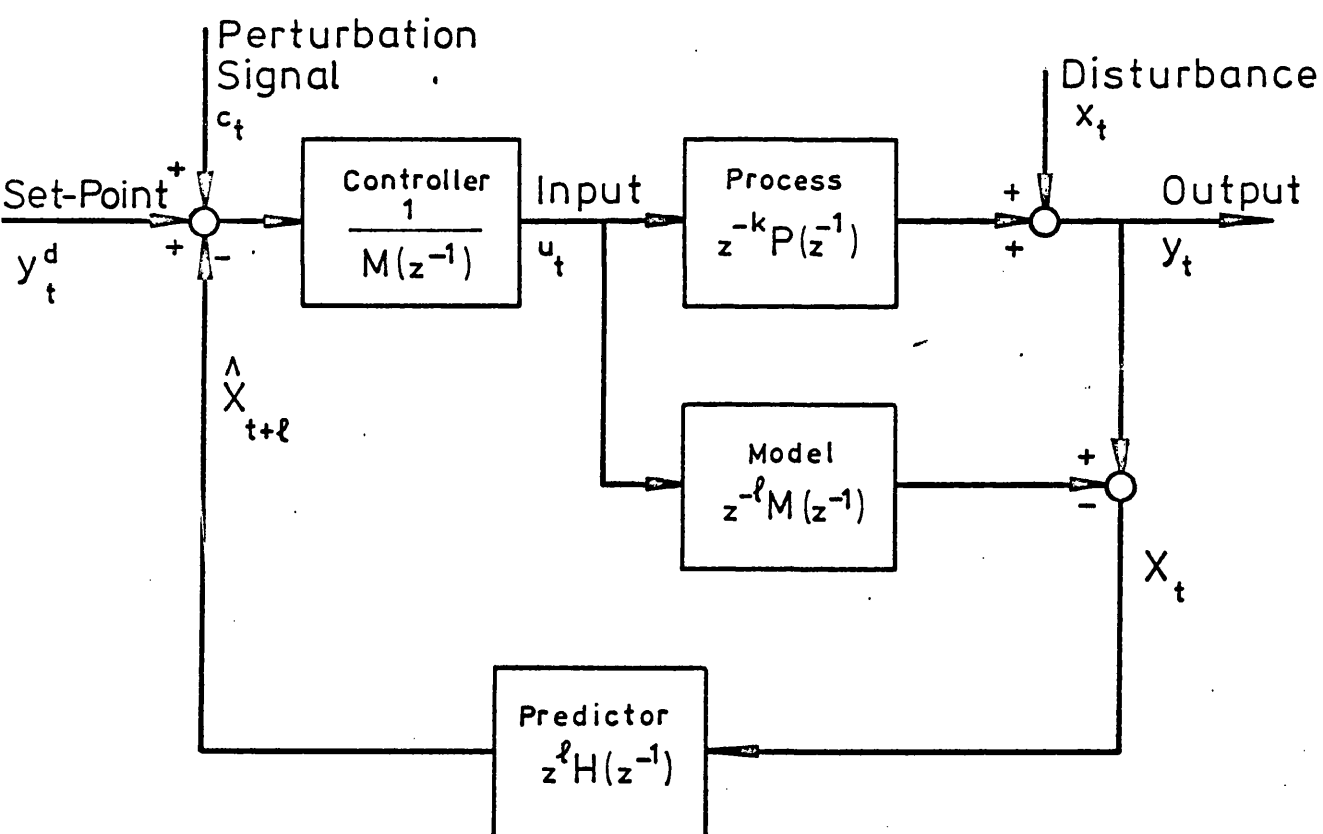 Perturbation
Signal
c_t
Disturbance
x_t
Set-Point
y^d_t
+
+
-
Controller
1
M(z^-1)
Input
u_t
Process
z^-k P(z^-1)
+
+
Output
y_t
^
X_t+ℓ
Model
z^-ℓ M(z^-1)
+
-
X_t
Predictor
z^ℓ H(z^-1)